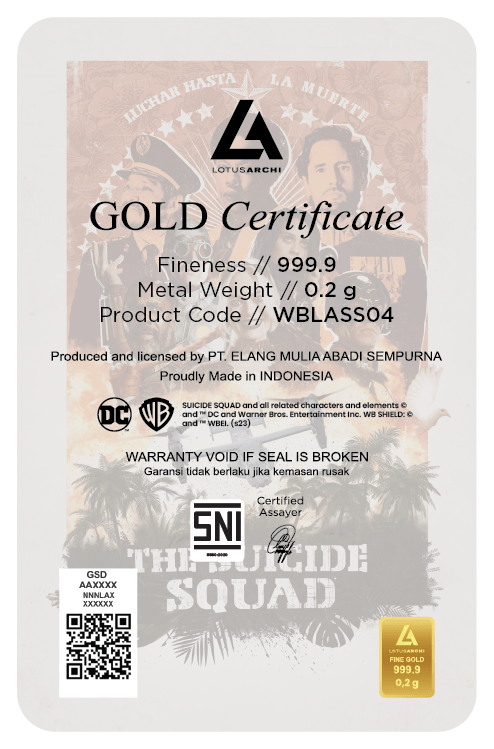 LUCHAR HASTA LA MUERTE
LOTUSARCHI
GOLD Certificate
Fineness // 999.9
Metal Weight // 0.2 g
Product Code // WBLASS04
Produced and licensed by PT. ELANG MULIA ABADI SEMPURNA
Proudly Made in INDONESIA
DC
WB
SUICIDE SQUAD and all related characters and elements ©
and ™ DC and Warner Bros. Entertainment Inc. WB SHIELD: ©
and ™ WBEI. (s23)
WARRANTY VOID IF SEAL IS BROKEN
Garansi tidak berlaku jika kemasan rusak
Certified
Assayer
SNI
THE SUICIDE
SQUAD
GSD
AAXXXX
NNNLAX
XXXXXX
LOTUSARCHI
FINE GOLD
999.9
0,2 g